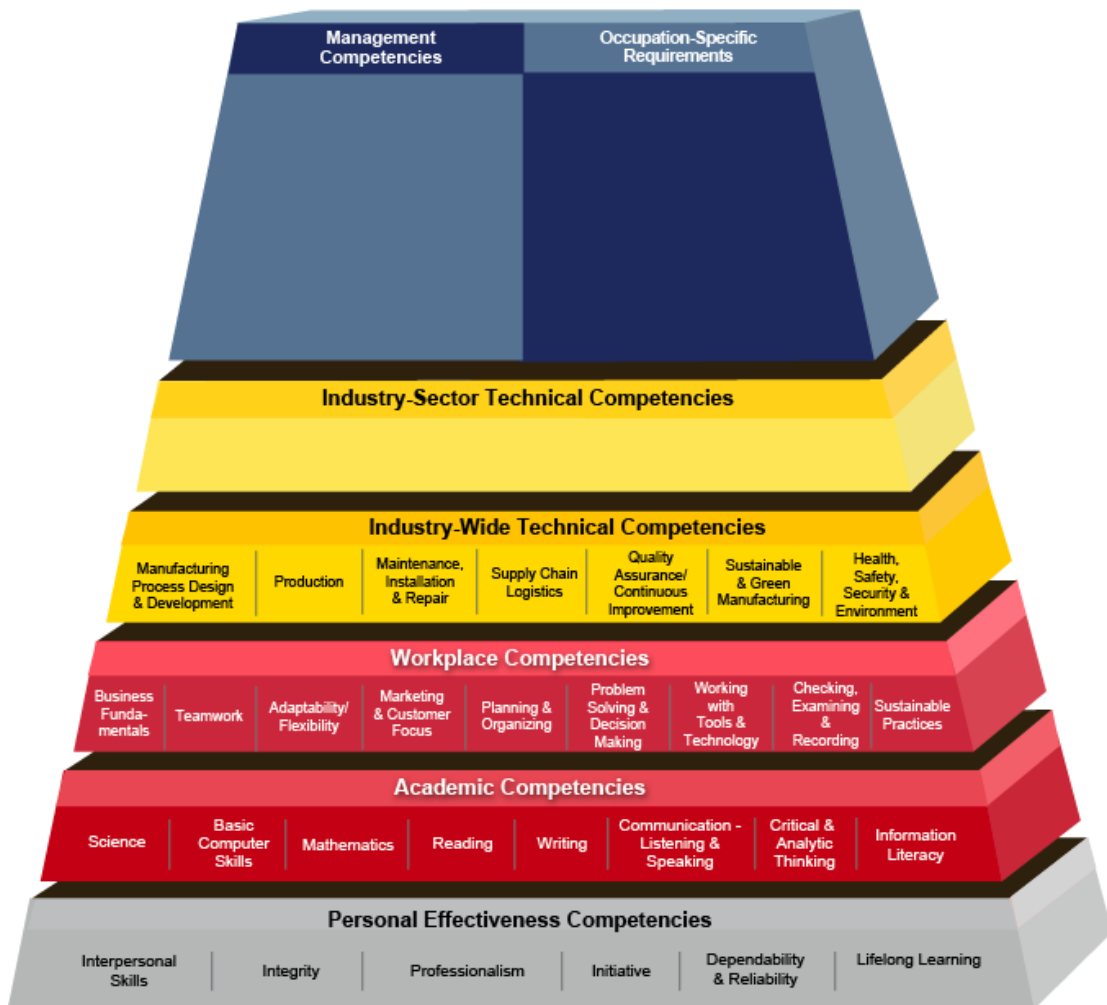 Management
Competencies
Occupation-Specific
Requirements
Industry-Sector Technical Competencies
Industry-Wide Technical Competencies
Manufacturing
Process Design
& Development
Production
Maintenance,
Installation
& Repair
Supply Chain
Logistics
Quality
Assurance/
Continuous
Improvement
Sustainable
& Green
Manufacturing
Health,
Safety,
Security &
Environment
Workplace Competencies
Business
Funda-
mentals
Teamwork
Adaptability/
Flexibility
Marketing
& Customer
Focus
Planning &
Organizing
Problem
Solving &
Decision
Making
Working
with
Tools &
Technology
Checking,
Examining
&
Recording
Sustainable
Practices
Academic Competencies
Science
Basic
Computer
Skills
Mathematics
Reading
Writing
Communication -
Listening &
Speaking
Critical &
Analytic
Thinking
Information
Literacy
Personal Effectiveness Competencies
Interpersonal
Skills
Integrity
Professionalism
Initiative
Dependability
& Reliability
Lifelong Learning